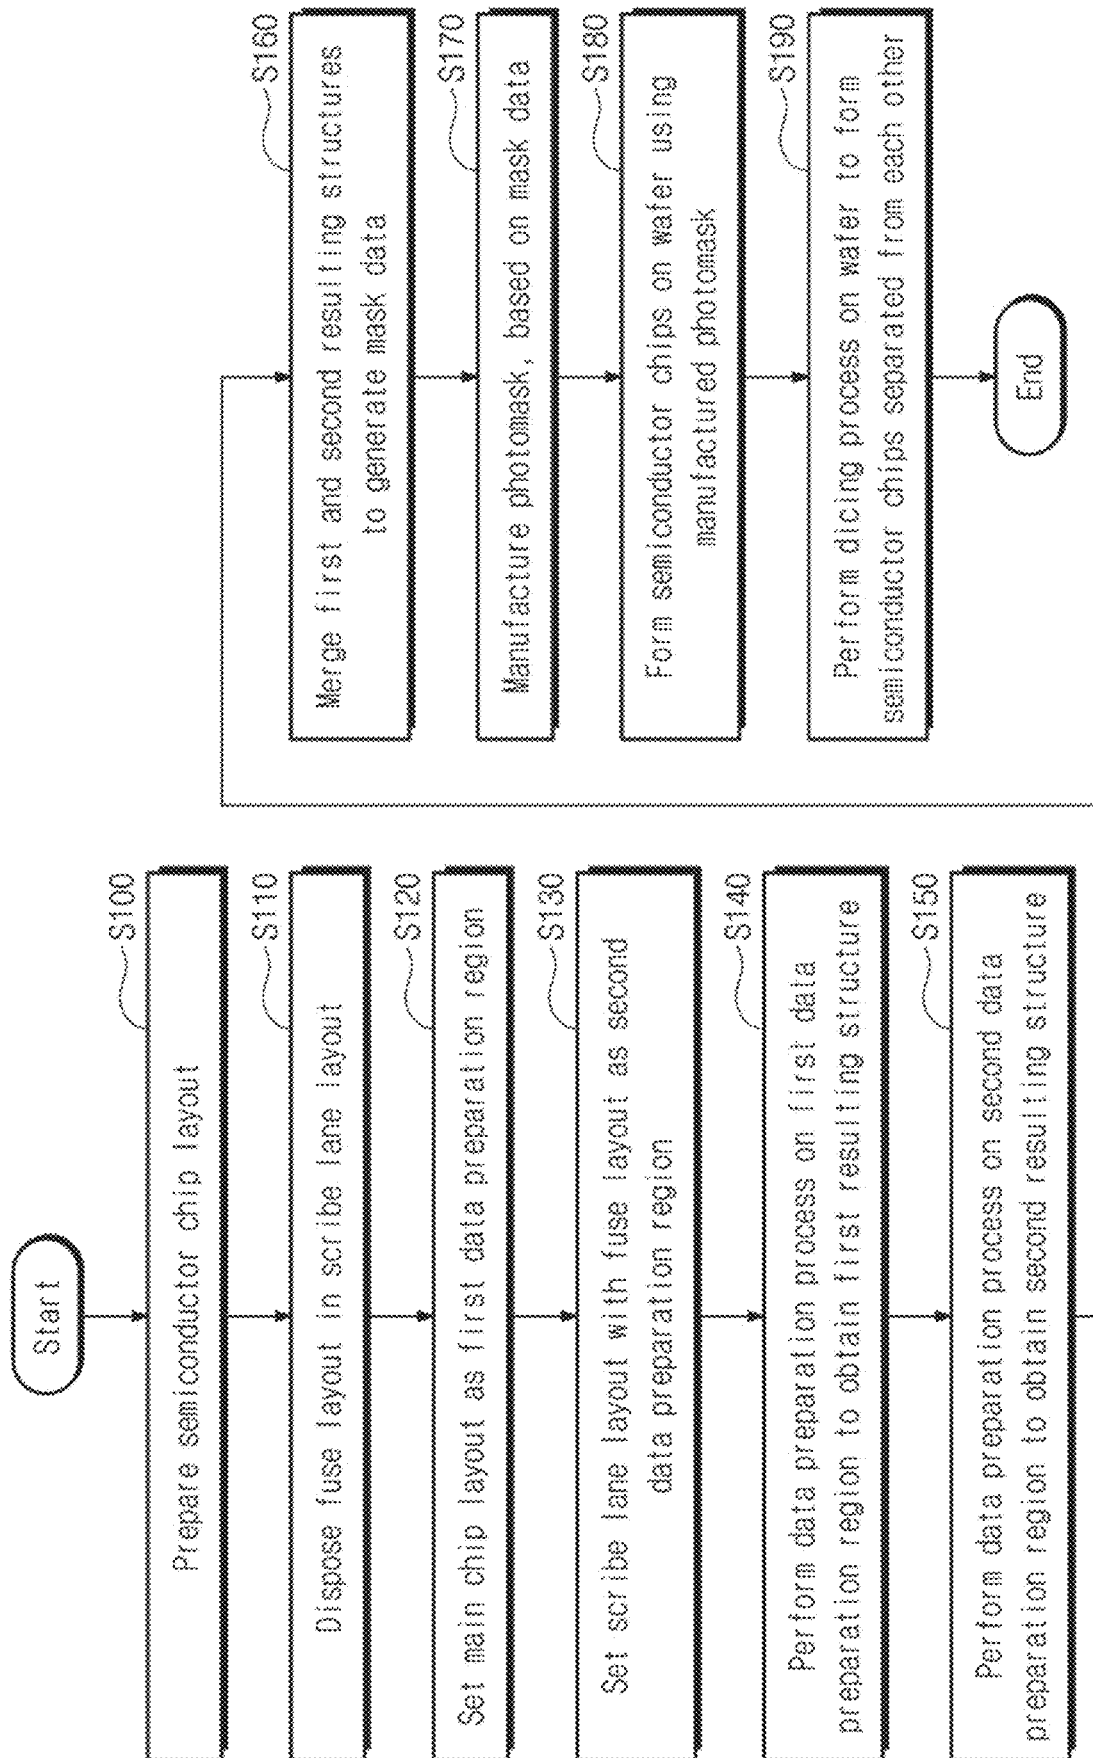 Start
S100
Prepare semiconductor chip layout
S110
Dispose fuse layout in scribe lane layout
S120
Set main chip layout as first data preparation region
S130
Set scribe lane layout with fuse layout as second
data preparation region
S140
Perform data preparation process on first data
preparation region to obtain first resulting structure
S150
Perform data preparation process on second data
preparation region to obtain second resulting structure
S160
Merge first and second resulting structures
to generate mask data
S170
Manufacture photomask, based on mask data
S180
Form semiconductor chips on wafer using
manufactured photomask
S190
Perform dicing process on wafer to form
semiconductor chips separated from each other
End